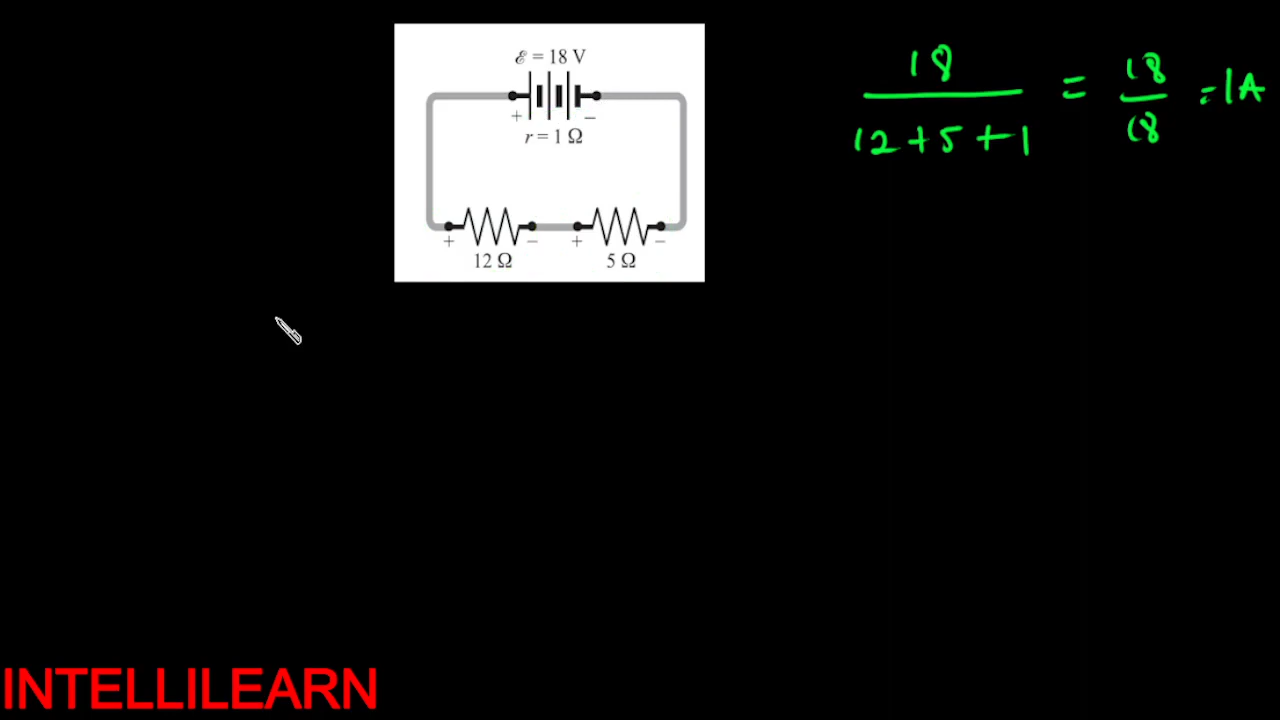 ℰ = 18 V
+ −
r = 1 Ω
+ − + −
12 Ω 5 Ω
18/12+5+1 = 18/18 = 1A
INTELLILEARN